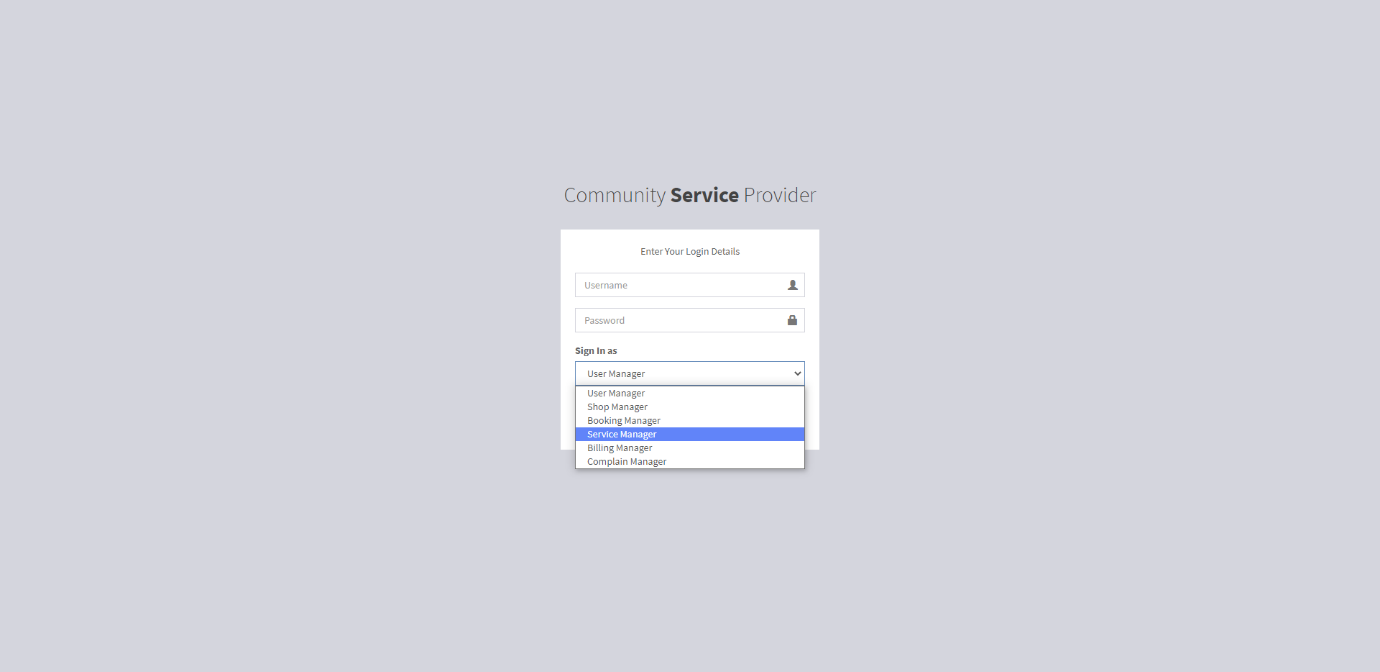 Community Service Provider
Enter Your Login Details
Username
Password
Sign In as
User Manager
User Manager
Shop Manager
Booking Manager
Service Manager
Billing Manager
Complain Manager